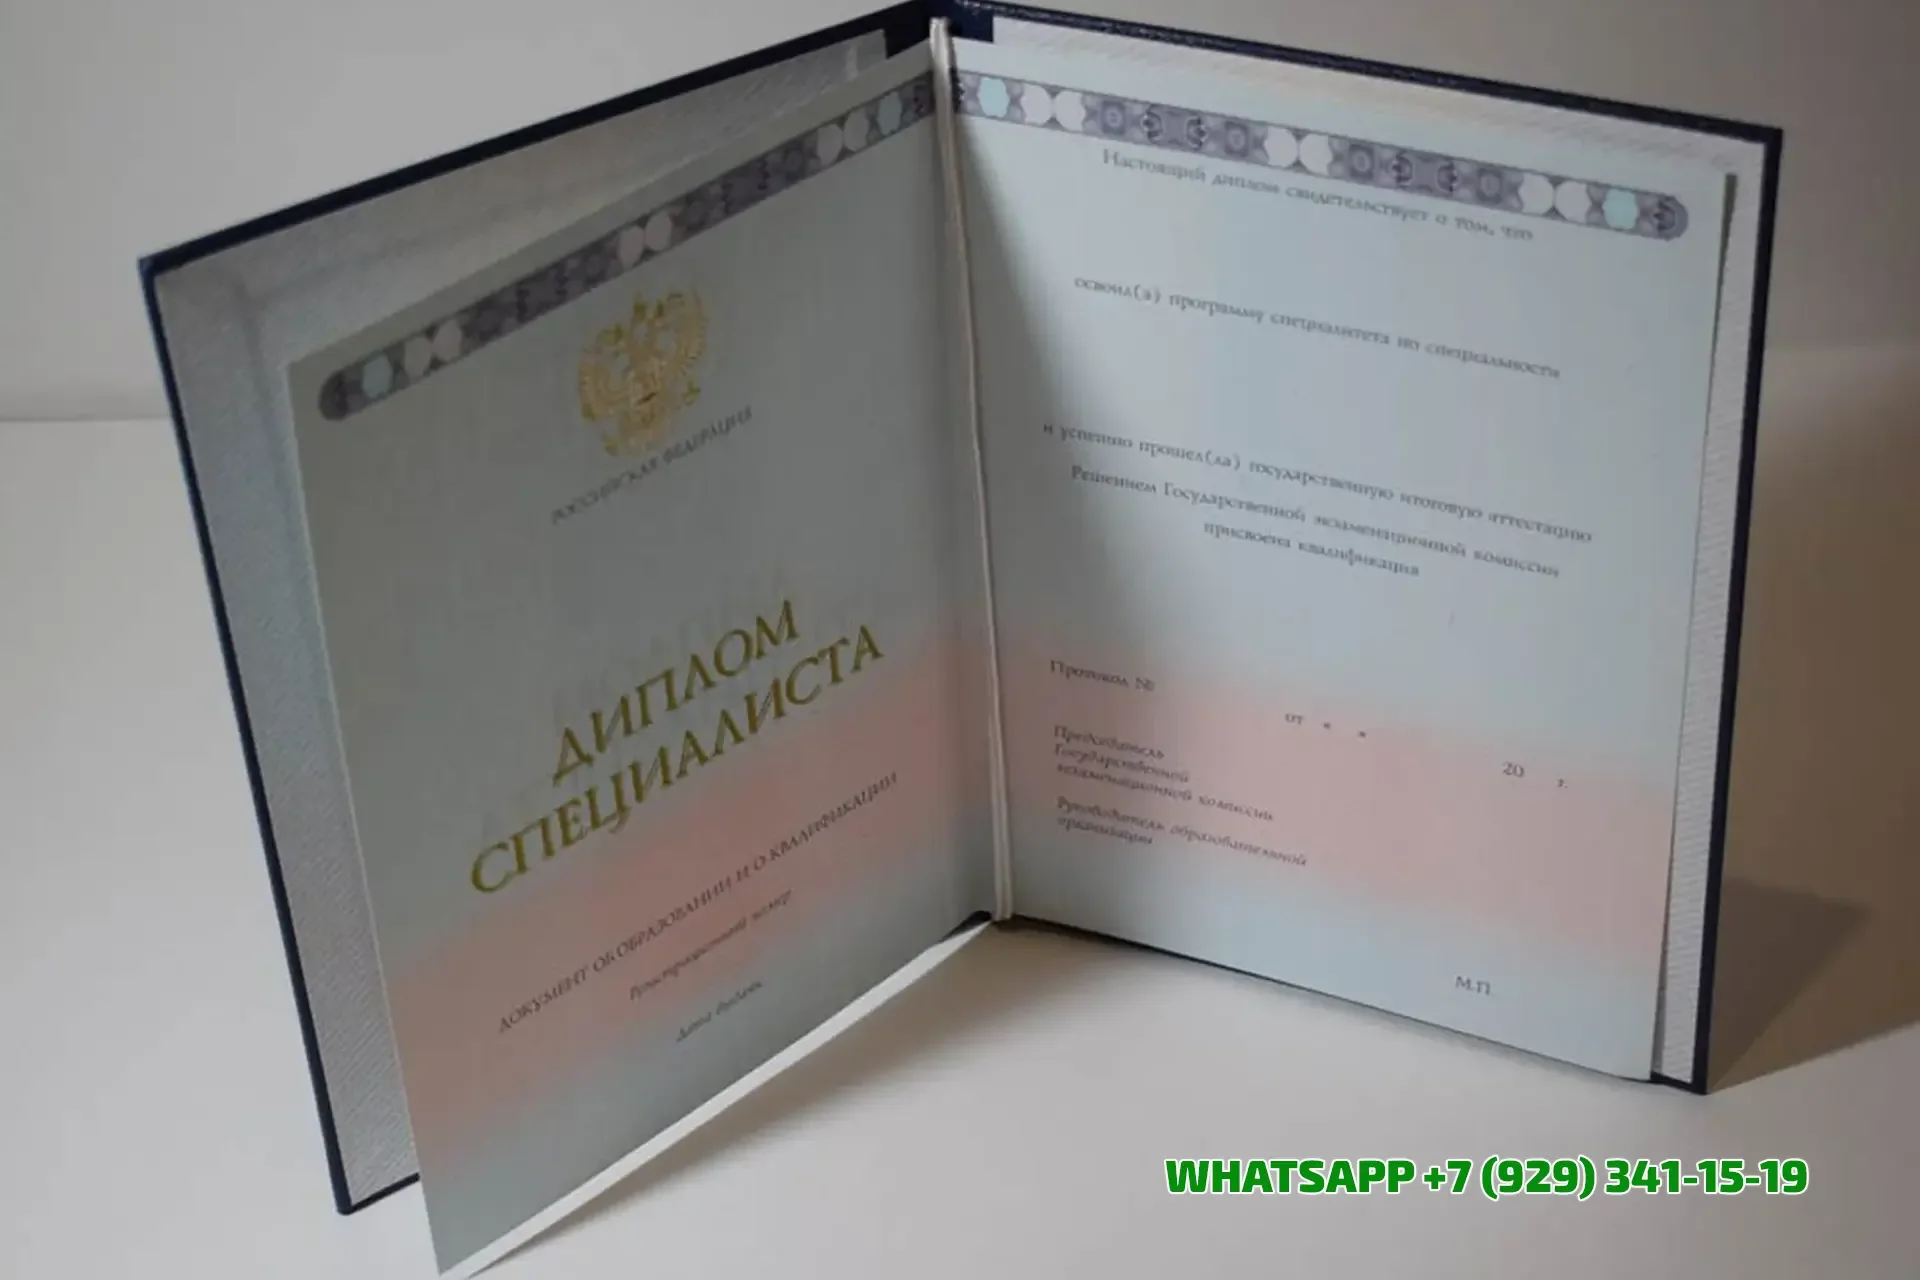 РОССИЙСКАЯ ФЕДЕРАЦИЯ
ДИПЛОМ
СПЕЦИАЛИСТА
ДОКУМЕНТ ОБ ОБРАЗОВАНИИ И О КВАЛИФИКАЦИИ
Регистрационный номер
Дата выдачи
Настоящий диплом свидетельствует о том, что
освоил(а) программу специалитета по специальности
и успешно прошел(ла) государственную итоговую аттестацию
Решением Государственной экзаменационной комиссии
присвоена квалификация
Протокол №
от « » 20 г.
Председатель
Государственной
экзаменационной комиссии
Руководитель образовательной
организации
М.П.
WHATSAPP +7 (929) 341-15-19